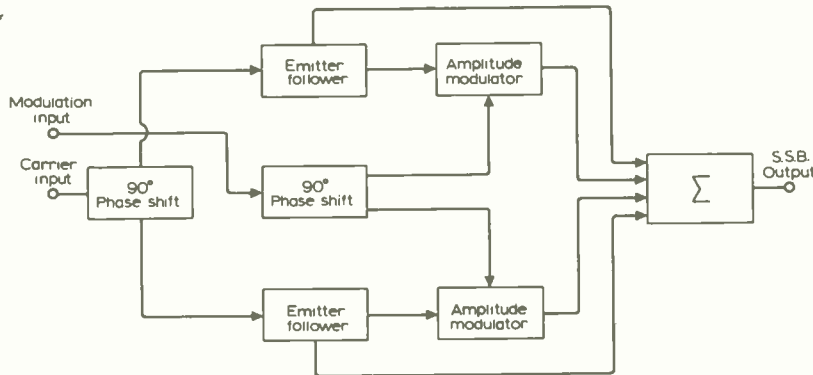 Emitter
follower
Amplitude
modulator
Modulation
input
Carrier
input
90°
Phase shift
90°
Phase shift
Σ
S.S.B.
Output
Emitter
follower
Amplitude
modulator